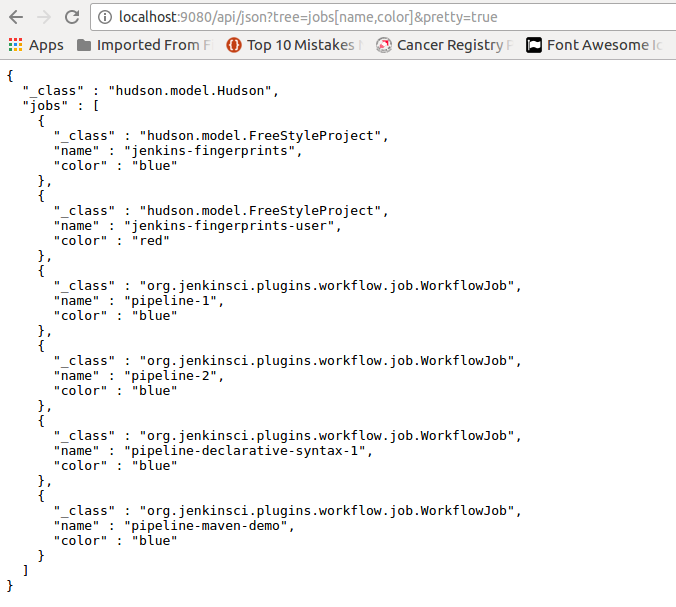 localhost:9080/api/json?tree=jobs[name,color]&pretty=true
Apps Imported From F Top 10 Mistakes Cancer Registry Font Awesome
{
  "_class" : "hudson.model.Hudson",
  "jobs" : [
    {
      "_class" : "hudson.model.FreeStyleProject",
      "name" : "jenkins-fingerprints",
      "color" : "blue"
    },
    {
      "_class" : "hudson.model.FreeStyleProject",
      "name" : "jenkins-fingerprints-user",
      "color" : "red"
    },
    {
      "_class" : "org.jenkinsci.plugins.workflow.job.WorkflowJob",
      "name" : "pipeline-1",
      "color" : "blue"
    },
    {
      "_class" : "org.jenkinsci.plugins.workflow.job.WorkflowJob",
      "name" : "pipeline-2",
      "color" : "blue"
    },
    {
      "_class" : "org.jenkinsci.plugins.workflow.job.WorkflowJob",
      "name" : "pipeline-declarative-syntax-1",
      "color" : "blue"
    },
    {
      "_class" : "org.jenkinsci.plugins.workflow.job.WorkflowJob",
      "name" : "pipeline-maven-demo",
      "color" : "blue"
    }
  ]
}